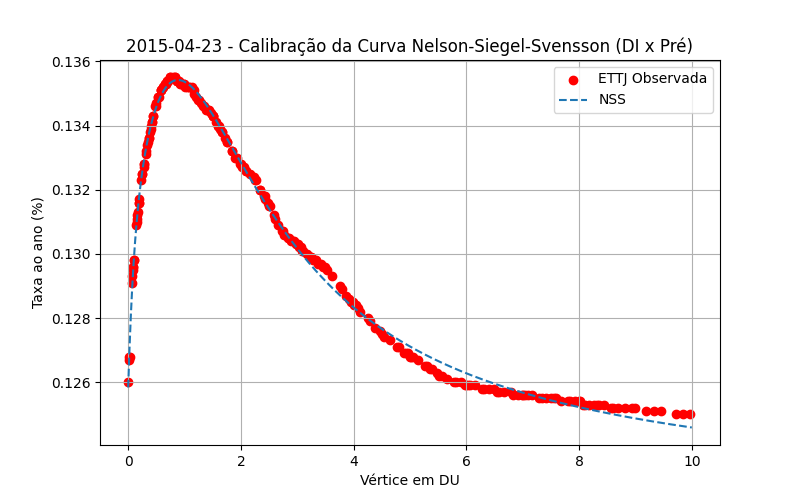 2015-04-23 - Calibração da Curva Nelson-Siegel-Svensson (DI x Pré)
ETTJ Observada
NSS
Taxa ao ano (%)
0.136
0.134
0.132
0.130
0.128
0.126
0
2
4
6
8
10
Vértice em DU